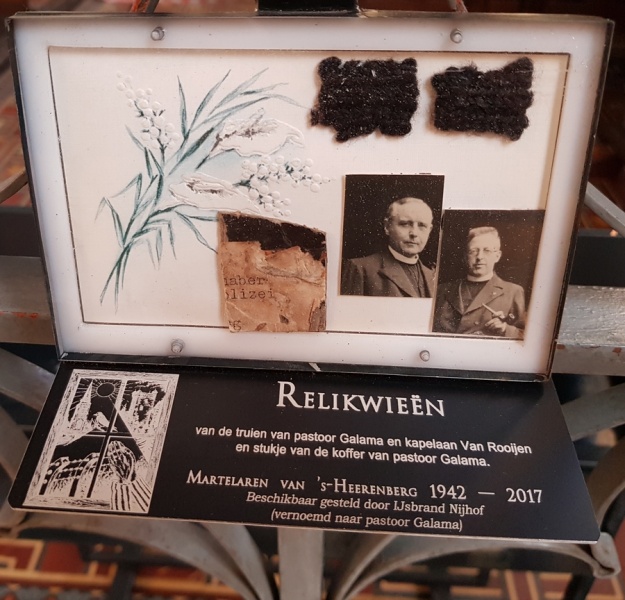 lizei
RELIKWIEËN
van de truien van pastoor Galama en kapelaan Van Rooijen
en stukje van de koffer van pastoor Galama.
MARTELAREN VAN 's-HEERENBERG 1942 — 2017
Beschikbaar gesteld door IJsbrand Nijhof
(vernoemd naar pastoor Galama)